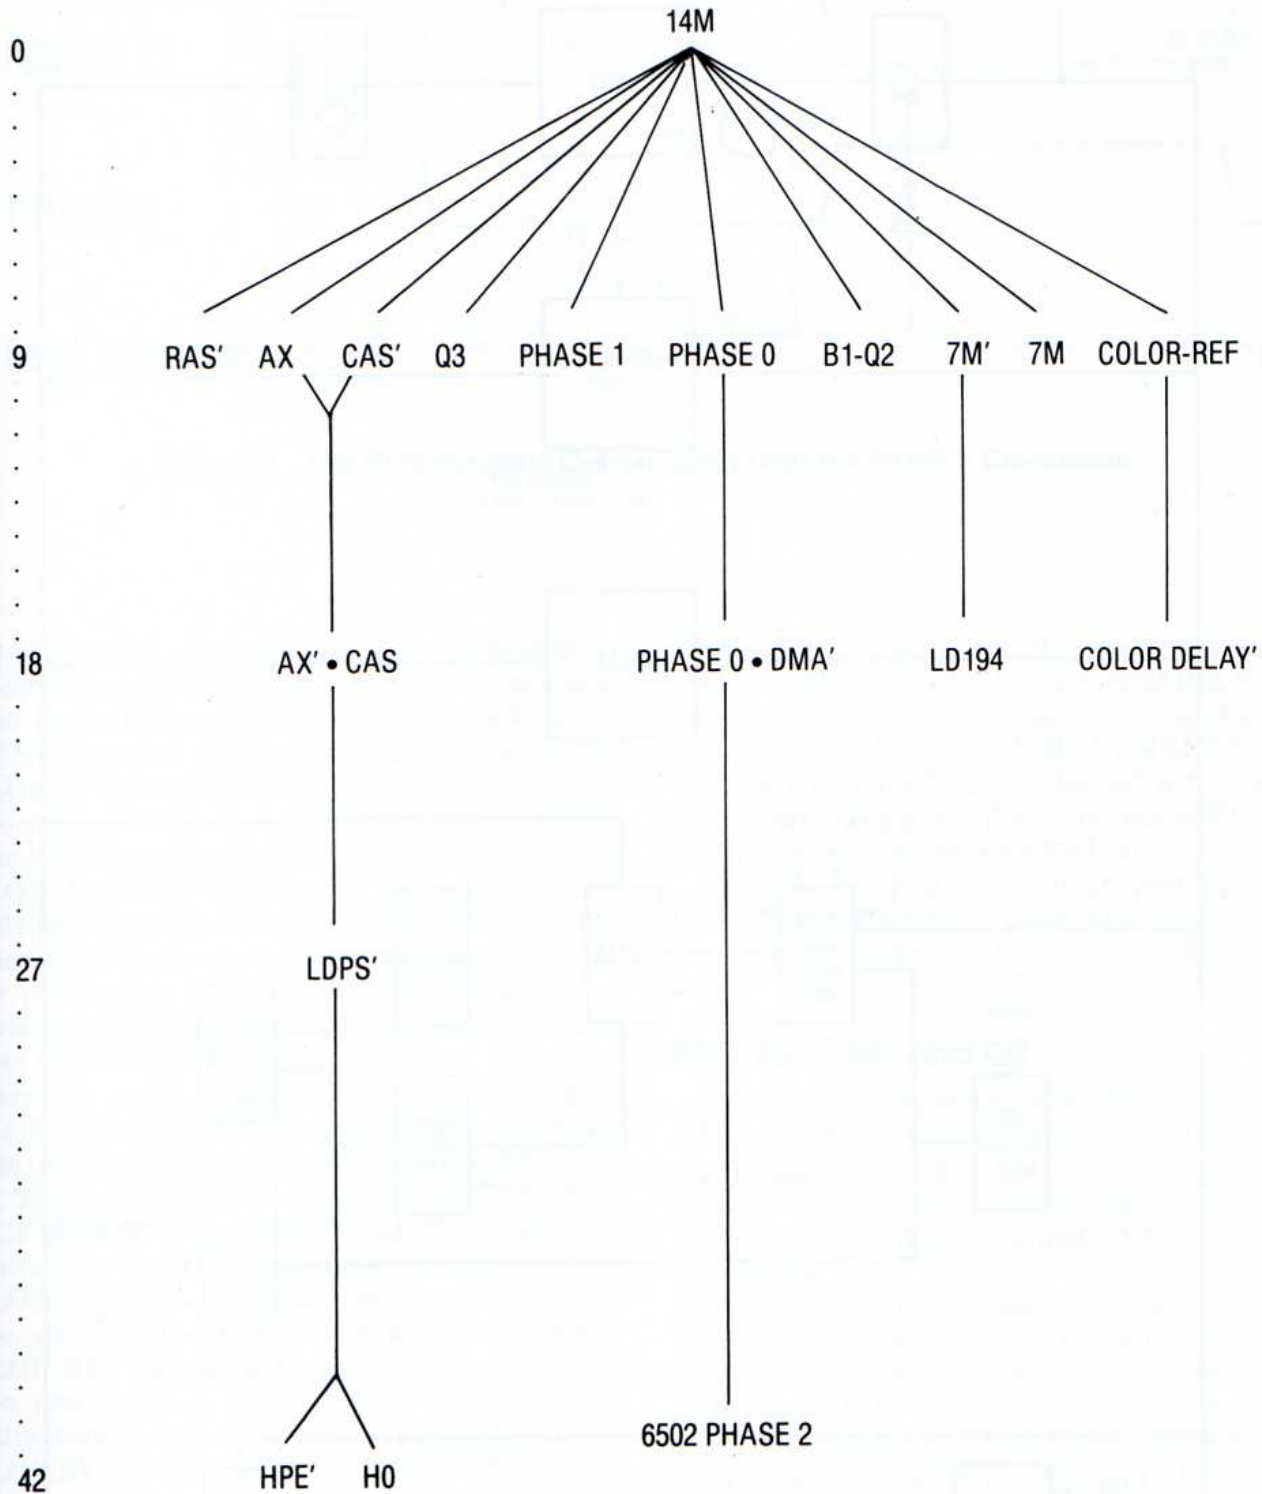 14M
0
9 RAS' AX CAS' Q3 PHASE 1 PHASE 0 B1-Q2 7M' 7M COLOR-REF
18 AX' • CAS PHASE 0 • DMA' LD194 COLOR DELAY'
27 LDPS'
6502 PHASE 2
42 HPE' H0